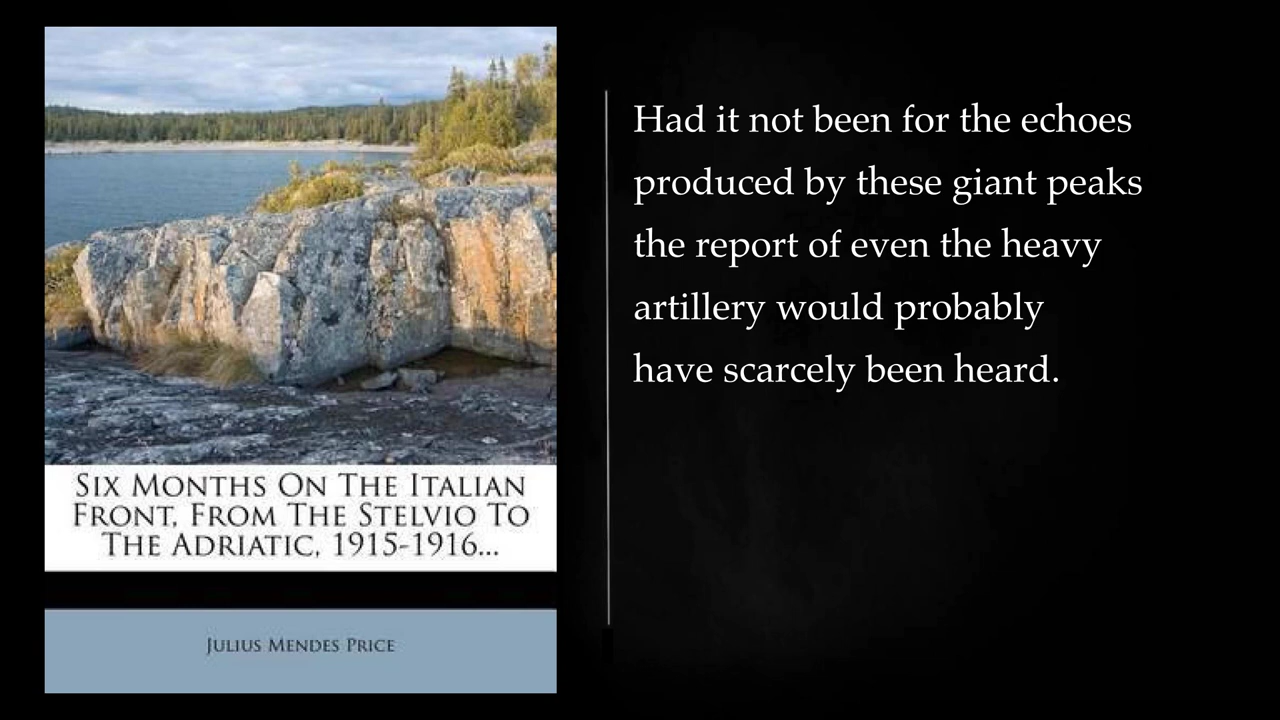 Six Months On The Italian
Front, From The Stelvio To
The Adriatic, 1915-1916...
Julius Mendes Price
Had it not been for the echoes
produced by these giant peaks
the report of even the heavy
artillery would probably
have scarcely been heard.